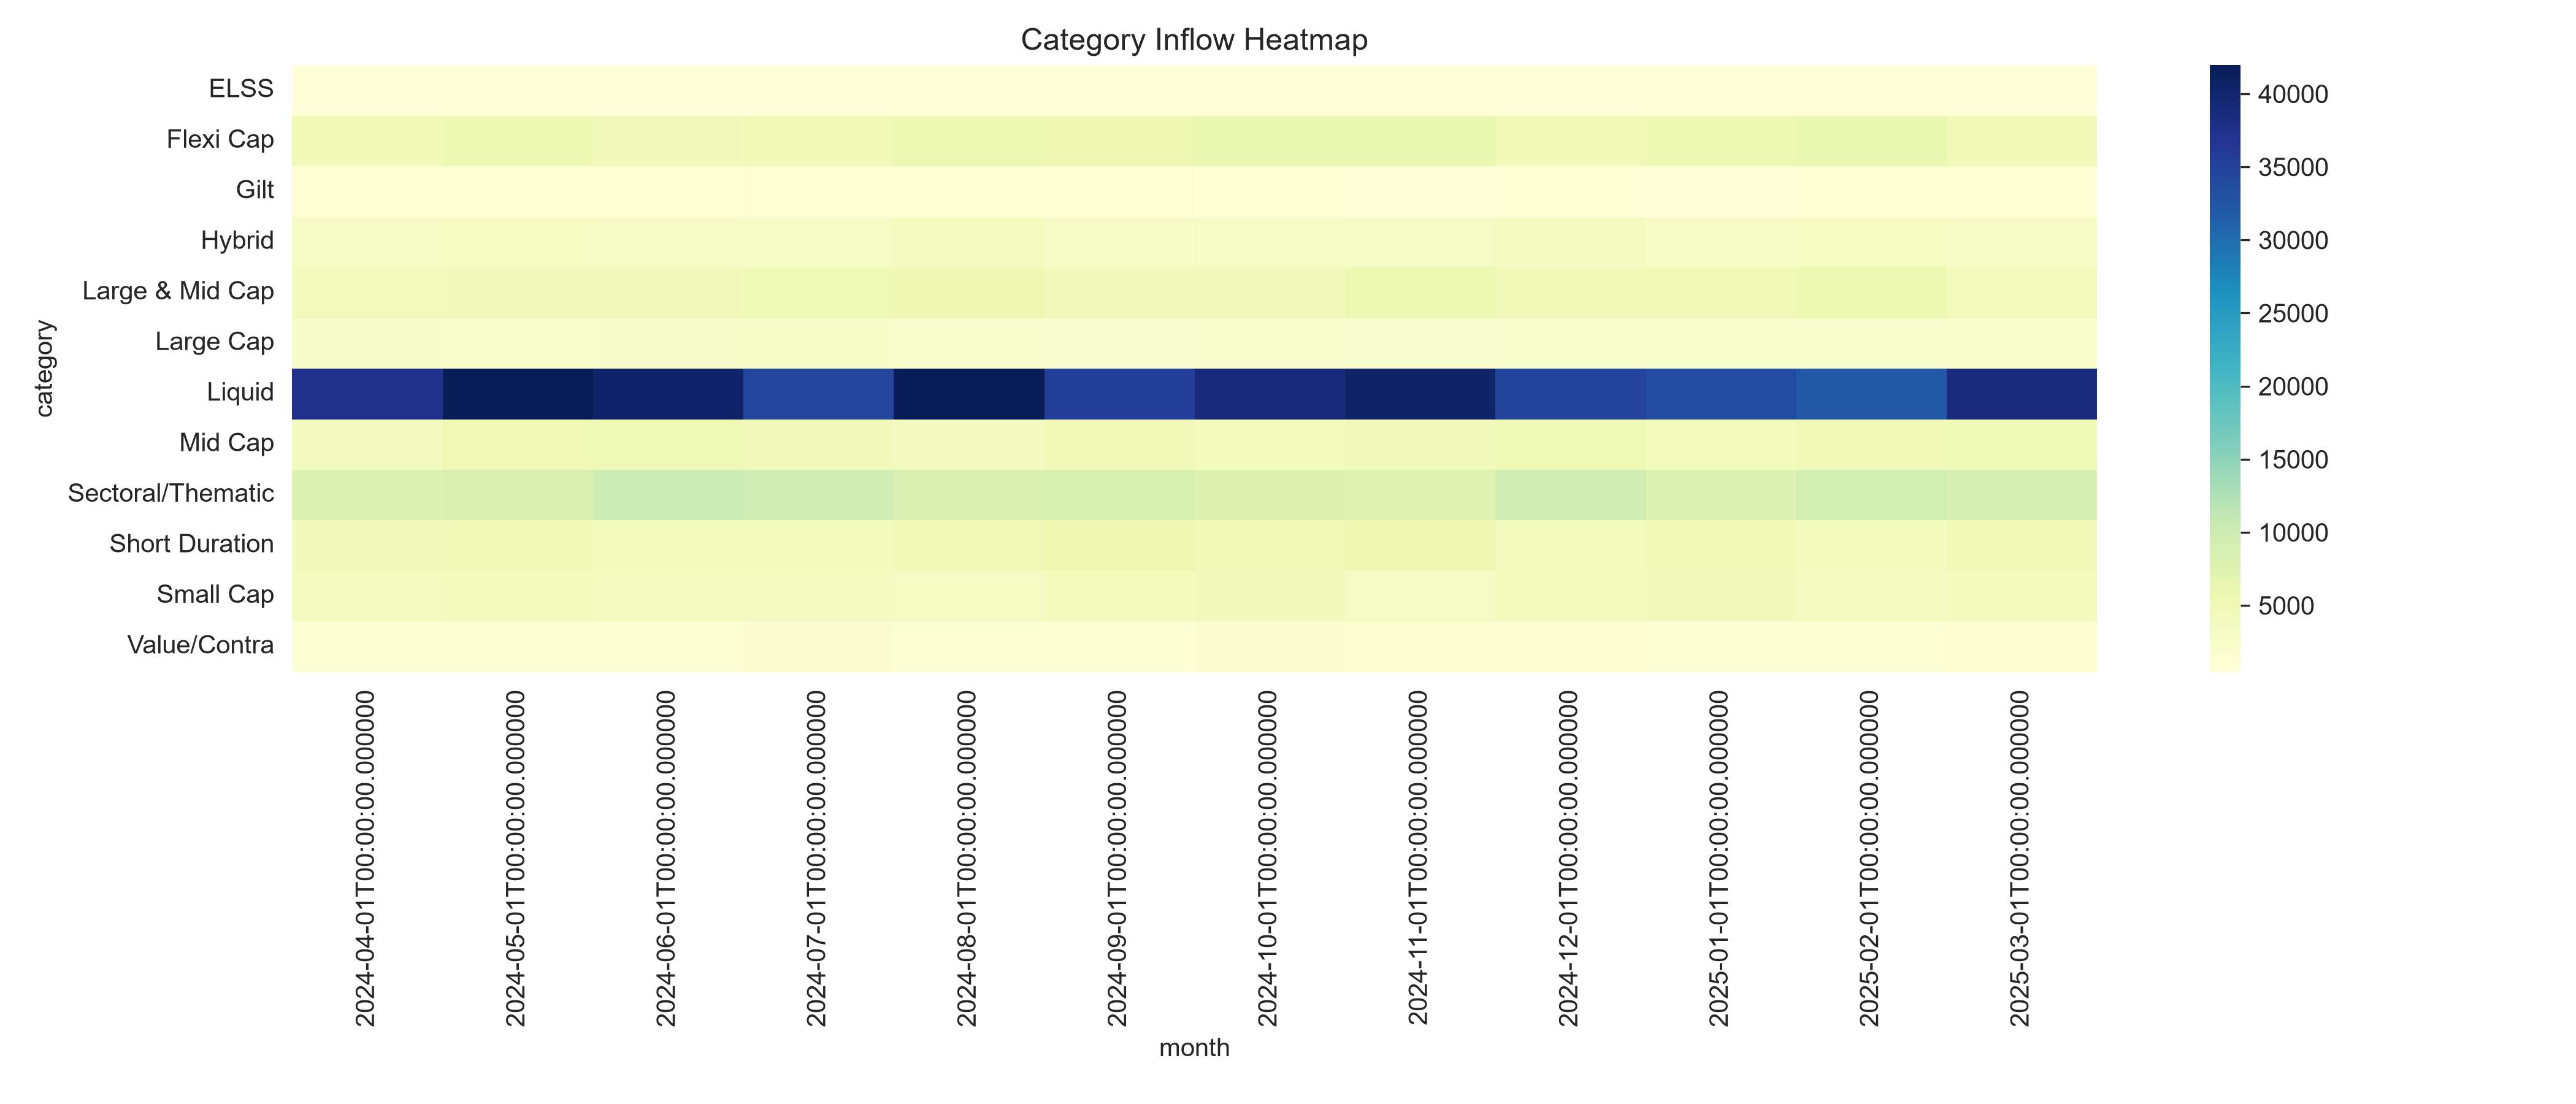 Category Inflow Heatmap
category
ELSS
Flexi Cap
Gilt
Hybrid
Large & Mid Cap
Large Cap
Liquid
Mid Cap
Sectoral/Thematic
Short Duration
Small Cap
Value/Contra
2024-04-01T00:00:00.000000
2024-05-01T00:00:00.000000
2024-06-01T00:00:00.000000
2024-07-01T00:00:00.000000
2024-08-01T00:00:00.000000
2024-09-01T00:00:00.000000
2024-10-01T00:00:00.000000
2024-11-01T00:00:00.000000
2024-12-01T00:00:00.000000
2025-01-01T00:00:00.000000
2025-02-01T00:00:00.000000
2025-03-01T00:00:00.000000
month
40000
35000
30000
25000
20000
15000
10000
5000